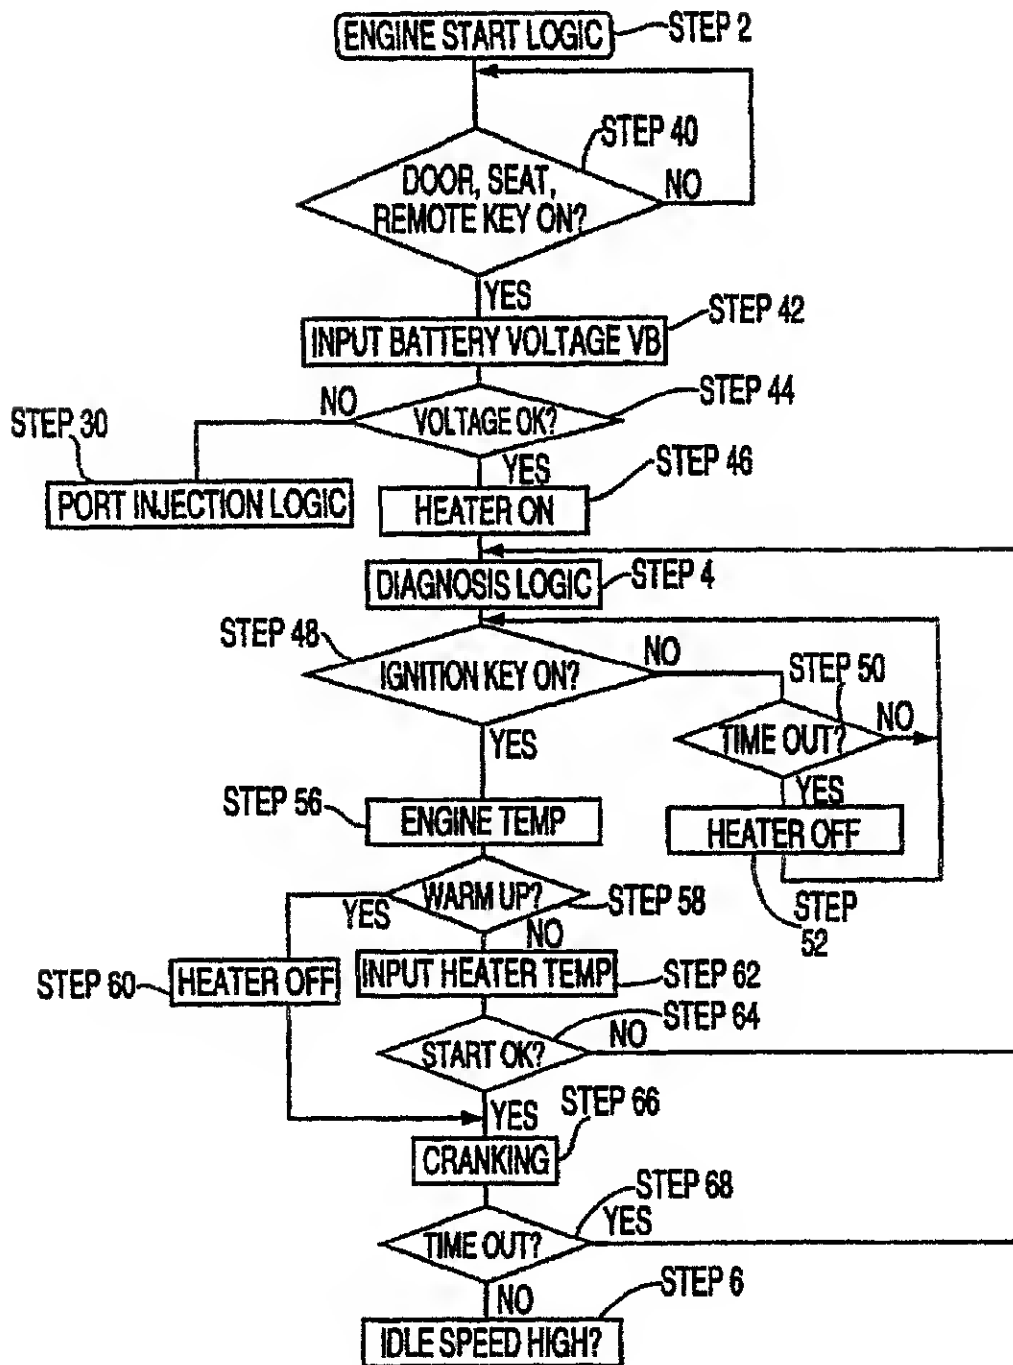 ENGINE START LOGIC
STEP 2
STEP 40
DOOR, SEAT,
REMOTE KEY ON?
NO
YES
STEP 42
INPUT BATTERY VOLTAGE VB
STEP 44
NO
VOLTAGE OK?
STEP 30
YES
STEP 46
PORT INJECTION LOGIC
HEATER ON
DIAGNOSIS LOGIC
STEP 4
STEP 48
IGNITION KEY ON?
NO
STEP 50
TIME OUT?
NO
YES
YES
STEP 56
ENGINE TEMP
HEATER OFF
WARM UP?
YES
STEP 58
STEP
52
NO
STEP 60
HEATER OFF
INPUT HEATER TEMP
STEP 62
STEP 64
START OK?
NO
YES
STEP 66
CRANKING
STEP 68
TIME OUT?
YES
STEP 6
NO
IDLE SPEED HIGH?